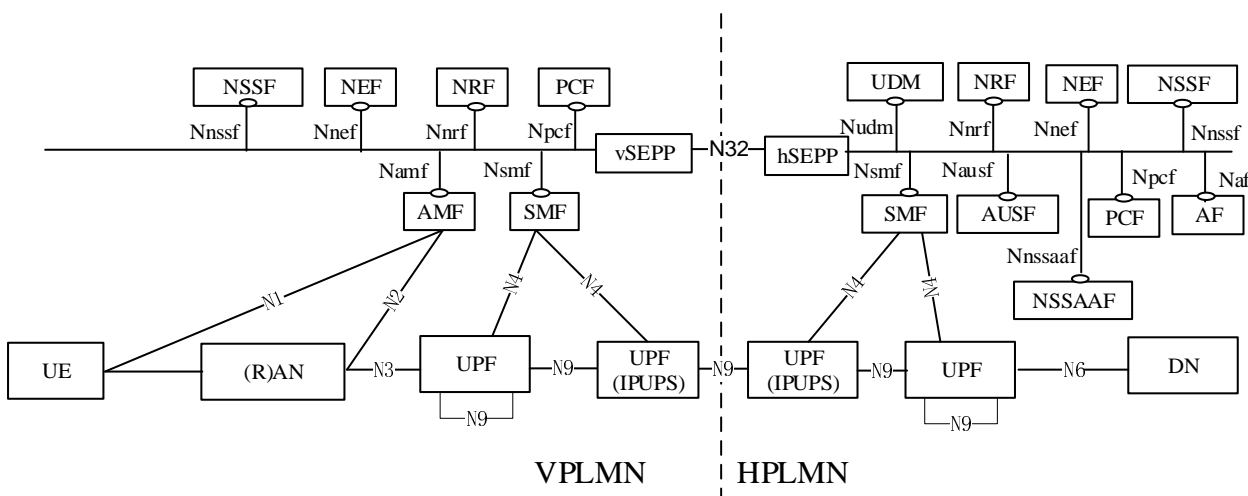 NSSF NEF NRF PCF UDM NRF NEF NSSF
Nnssf Nnef Nnrf Npcf Nudm Nnrf Nnef Nnssf
vSEPP N32 hSEPP
Namf Nsmf Nsmf Nausf Npcf Naf
AMF SMF SMF AUSF PCF AF
Nnssaaf
N1 N2 N4 N4 N4 N4
NSSAAF
UE (R)AN N3 UPF N9 UPF N9 UPF N9 UPF N6 DN
(IPUPS) (IPUPS)
N9 N9
VPLMN HPLMN